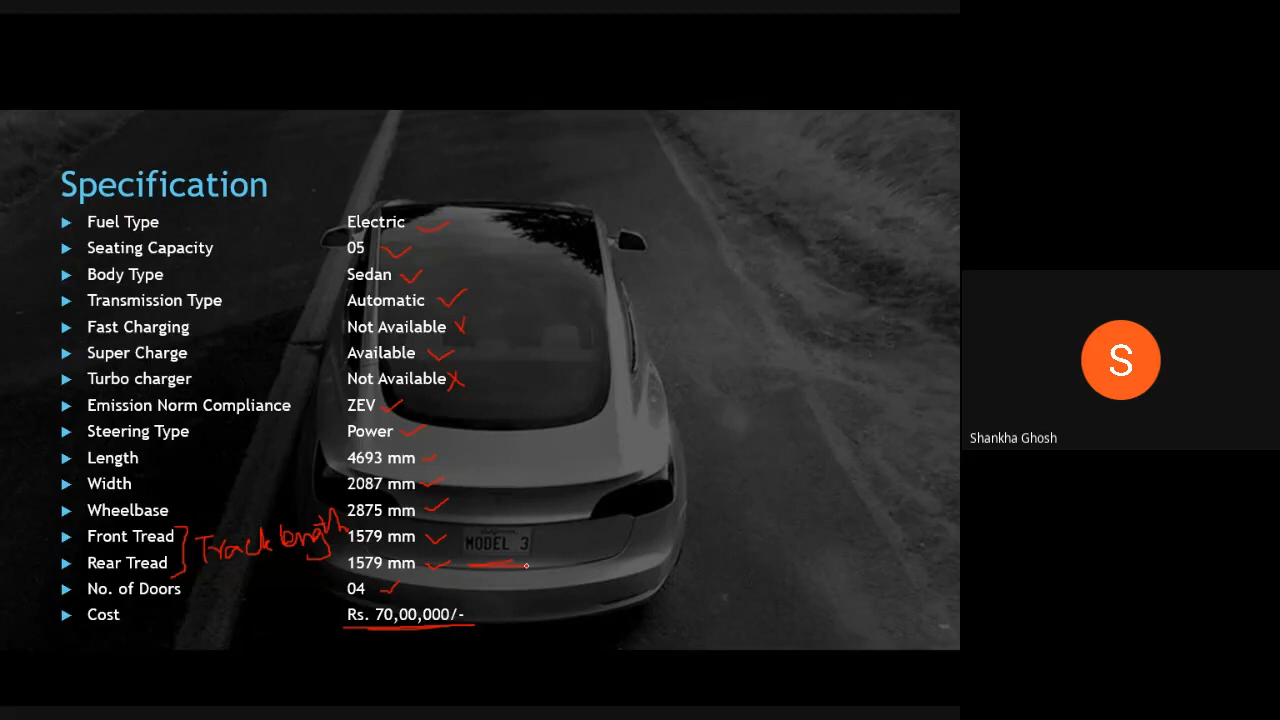 Specification
Fuel Type Electric
Seating Capacity 05
Body Type Sedan
Transmission Type Automatic
Fast Charging Not Available
Super Charge Available
Turbo charger Not Available
Emission Norm Compliance ZEV
Steering Type Power
Length 4693 mm
Width 2087 mm
Wheelbase 2875 mm
Front Tread 1579 mm
Track length
MODEL 3
Rear Tread 1579 mm
No. of Doors 04
Cost Rs. 70,00,000/-
S
Shankha Ghosh